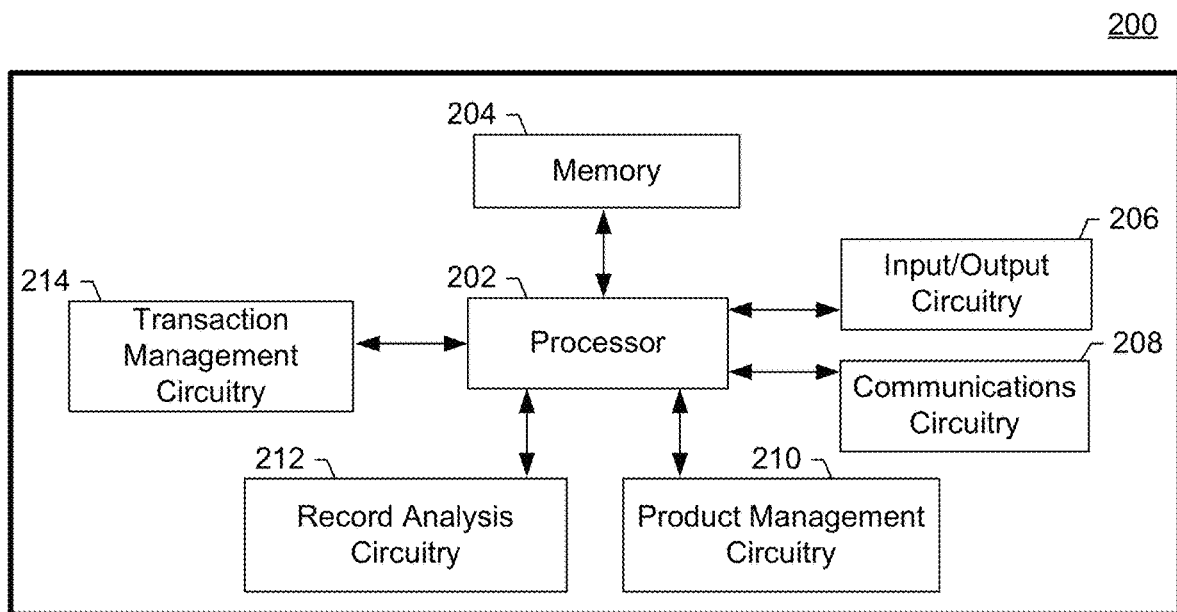 200
204
Memory
206
Input/Output
Circuitry
214
Transaction
Management
Circuitry
202
Processor
208
Communications
Circuitry
212
Record Analysis
Circuitry
210
Product Management
Circuitry